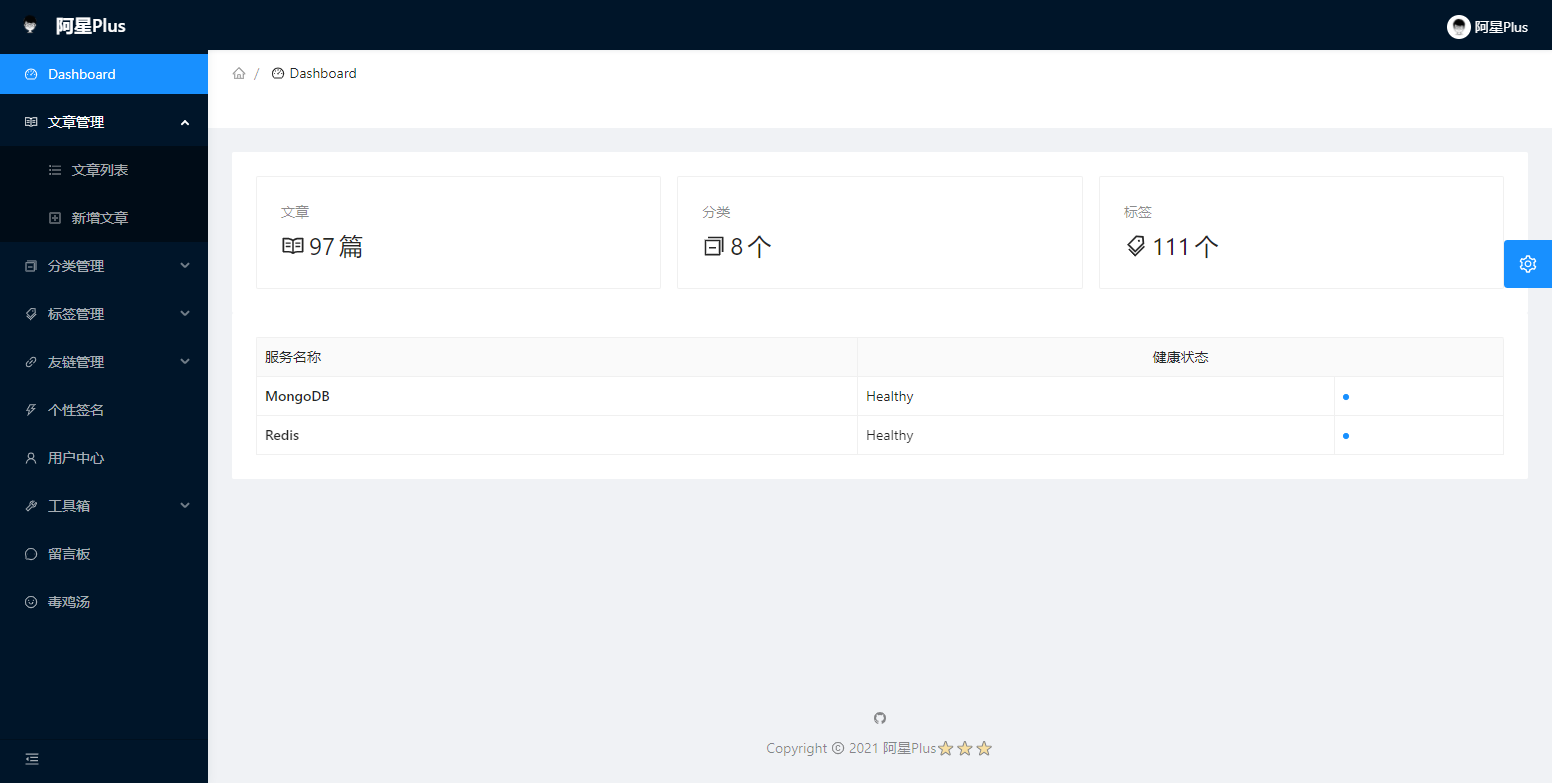 阿星Plus
阿星Plus
Dashboard
文章管理
文章列表
新增文章
分类管理
标签管理
友链管理
个性签名
用户中心
工具箱
留言板
毒鸡汤
/ Dashboard
文章
97 篇
分类
8 个
标签
111 个
服务名称 健康状态
MongoDB Healthy
Redis Healthy
Copyright © 2021 阿星Plus⭐⭐⭐